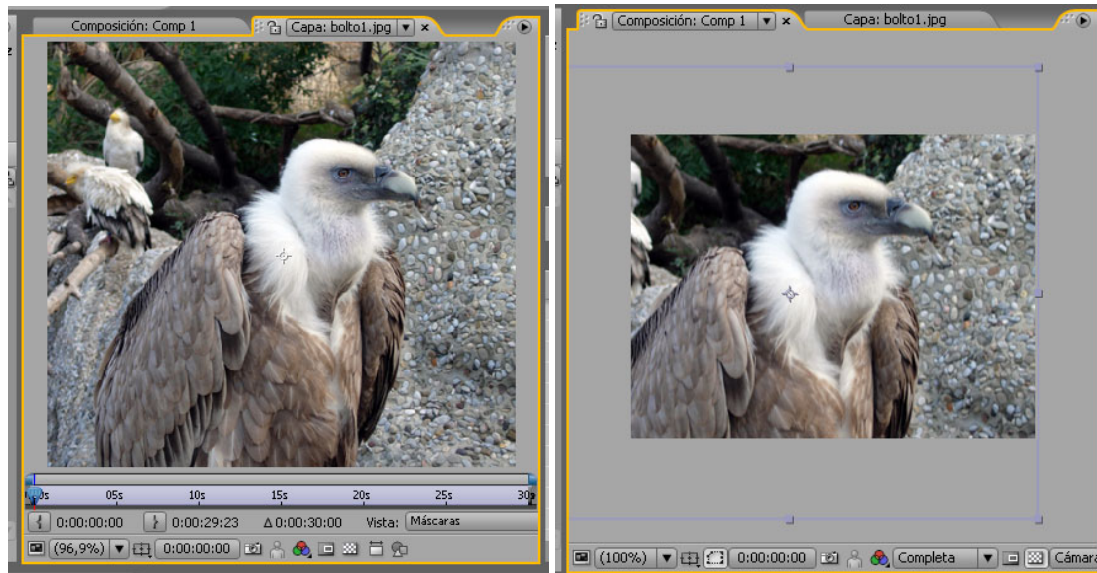 Composición: Comp 1
Capa: bolto1.jpg
05s
10s
15s
20s
25s
0:00:00:00
0:00:29:23
Δ 0:00:30:00
Vista:
Máscaras
(96,9%)
0:00:00:00
Composición: Comp 1
Capa: bolto1.jpg
(100%)
0:00:00:00
Completa
Cámara